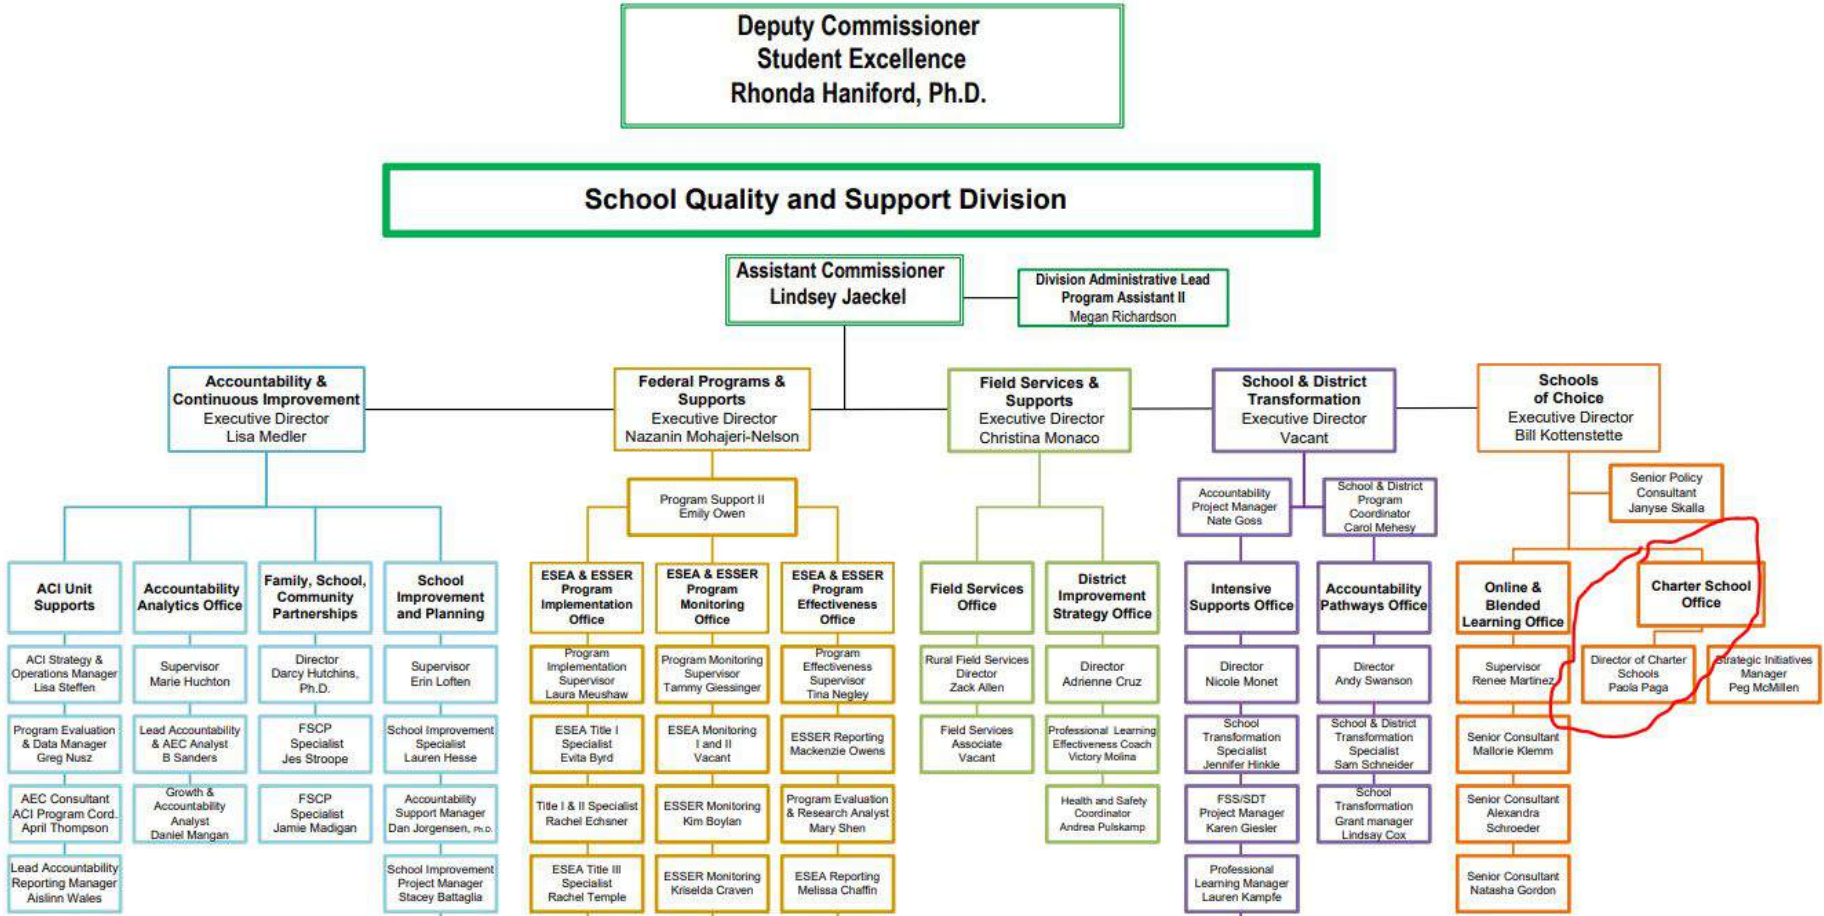 Deputy Commissioner
Student Excellence
Rhonda Haniford, Ph.D.
School Quality and Support Division
Assistant Commissioner
Lindsey Jaeckel
Division Administrative Lead
Program Assistant II
Megan Richardson
Accountability &
Continuous Improvement
Executive Director
Lisa Medler
Federal Programs &
Supports
Executive Director
Nazanin Mohajeri-Nelson
Field Services &
Supports
Executive Director
Christina Monaco
School & District
Transformation
Executive Director
Vacant
Schools
of Choice
Executive Director
Bill Kottenstette
Program Support II
Emily Owen
Accountability
Project Manager
Nate Goss
School & District
Program
Coordinator
Carol Mehesy
Senior Policy
Consultant
Janyse Skalla
ACI Unit
Supports
Accountability
Analytics Office
Family, School,
Community
Partnerships
School
Improvement
and Planning
ESEA & ESSER
Program
Implementation
Office
ESEA & ESSER
Program
Monitoring
Office
ESEA & ESSER
Program
Effectiveness
Office
Field Services
Office
District
Improvement
Strategy Office
Intensive
Supports Office
Accountability
Pathways Office
Online &
Blended
Learning Office
Charter School
Office
ACI Strategy &
Operations Manager
Lisa Steffen
Supervisor
Marie Huchton
Director
Darcy Hutchins,
Ph.D.
Supervisor
Erin Loften
Program
Implementation
Supervisor
Laura Meushaw
Program Monitoring
Supervisor
Tammy Giessinger
Program
Effectiveness
Supervisor
Tina Negley
Rural Field Services
Director
Zack Allen
Director
Adrienne Cruz
Director
Nicole Monet
Director
Andy Swanson
Supervisor
Renee Martinez
Director of Charter
Schools
Paola Paga
Strategic Initiatives
Manager
Peg McMillen
Program Evaluation
& Data Manager
Greg Nusz
Lead Accountability
& AEC Analyst
B Sanders
FSCP
Specialist
Jes Stroope
School Improvement
Specialist
Lauren Hesse
ESEA Title I
Specialist
Evita Byrd
ESEA Monitoring
I and II
Vacant
ESSER Reporting
Mackenzie Owens
Field Services
Associate
Vacant
Professional Learning
Effectiveness Coach
Victory Molina
School
Transformation
Specialist
Jennifer Hinkle
School & District
Transformation
Specialist
Sam Schneider
Senior Consultant
Mallorie Klemm
AEC Consultant
ACI Program Cord.
April Thompson
Growth &
Accountability
Analyst
Daniel Mangan
FSCP
Specialist
Jamie Madigan
Accountability
Support Manager
Dan Jorgensen, Ph.D.
Title I & II Specialist
Rachel Echsner
ESSER Monitoring
Kim Boylan
Program Evaluation
& Research Analyst
Mary Shen
Health and Safety
Coordinator
Andrea Pulskamp
FSS/SDT
Project Manager
Karen Giesler
School
Transformation
Grant manager
Lindsay Cox
Senior Consultant
Alexandra
Schroeder
Lead Accountability
Reporting Manager
Aislinn Wales
School Improvement
Project Manager
Stacey Battaglia
ESEA Title III
Specialist
Rachel Temple
ESSER Monitoring
Kriselda Craven
ESEA Reporting
Melissa Chaffin
Professional
Learning Manager
Lauren Kampfe
Senior Consultant
Natasha Gordon